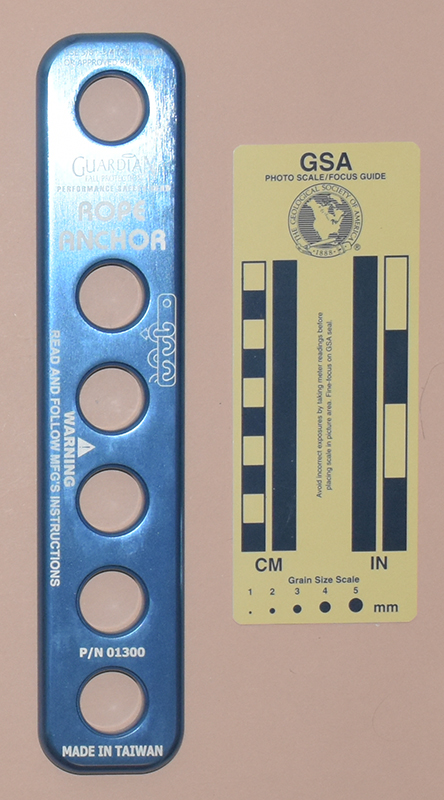 GUARDIAN
FALL PROTECTION
ROPE
ANCHOR
WARNING
READ AND FOLLOW MFG'S INSTRUCTIONS
P/N 01300
MADE IN TAIWAN
GSA
PHOTO SCALE/FOCUS GUIDE
THE GEOLOGICAL SOCIETY OF AMERICA
1888
®
Avoid incorrect exposures by taking meter readings before
placing scale in picture area. Fine-focus on GSA seal.
CM IN
Grain Size Scale
1 2 3 4 5
mm